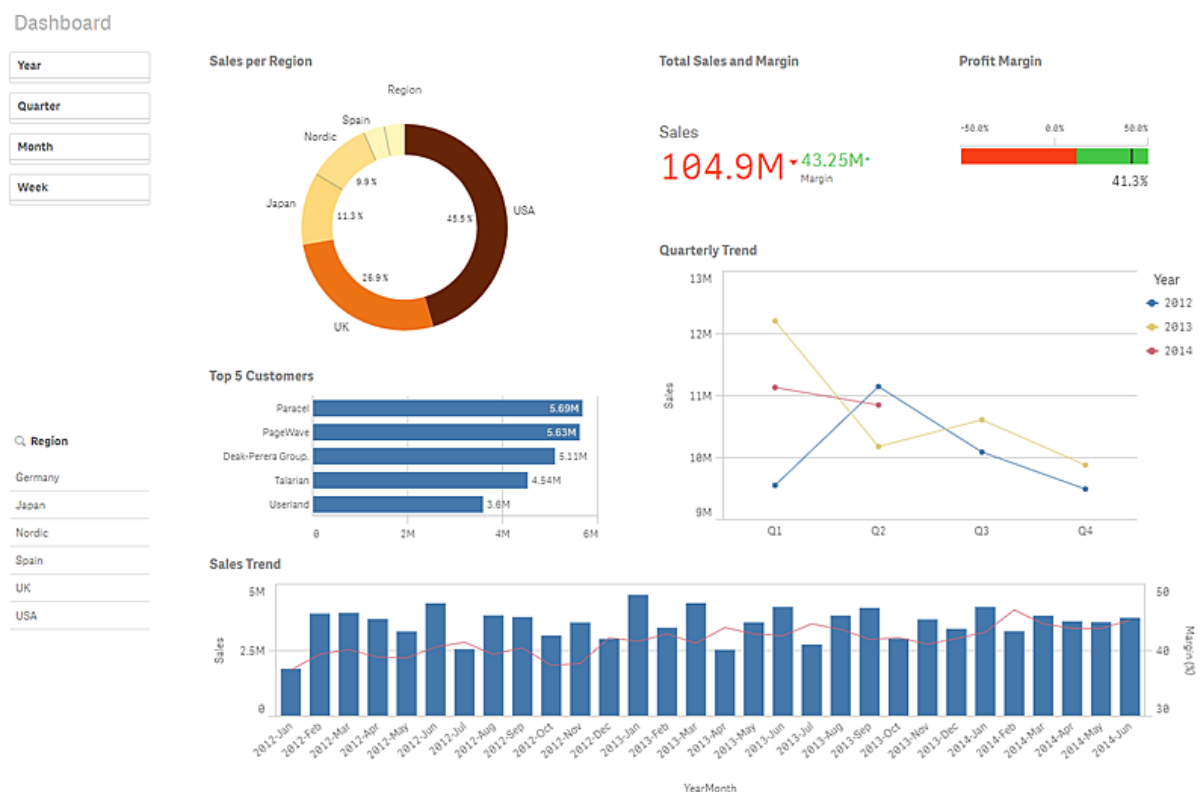 Dashboard
Year
Quarter
Month
Week
Region
Germany
Japan
Nordic
Spain
UK
USA
Sales per Region
Region
Spain
Nordic
Japan
UK
USA
9.9%
11.3%
26.9%
45.5%
Total Sales and Margin
Sales
104.9M
43.25M
Margin
Profit Margin
-50.0% 0.0% 50.0%
41.3%
Top 5 Customers
Paracel 5.69M
PageWave 5.63M
Deak-Perera Group. 5.11M
Talarian 4.54M
Userland 3.6M
0 2M 4M 6M
Quarterly Trend
Sales
13M
12M
11M
10M
9M
Q1 Q2 Q3 Q4
Year
2012
2013
2014
Sales Trend
Sales
5M
2.5M
0
50
40
30
Margin (%)
2012-Jan 2012-Feb 2012-Mar 2012-Apr 2012-May 2012-Jun 2012-Jul 2012-Aug 2012-Sep 2012-Oct 2012-Nov 2012-Dec 2013-Jan 2013-Feb 2013-Mar 2013-Apr 2013-May 2013-Jun 2013-Jul 2013-Aug 2013-Sep 2013-Oct 2013-Nov 2013-Dec 2014-Jan 2014-Feb 2014-Mar 2014-Apr 2014-May 2014-Jun
YearMonth